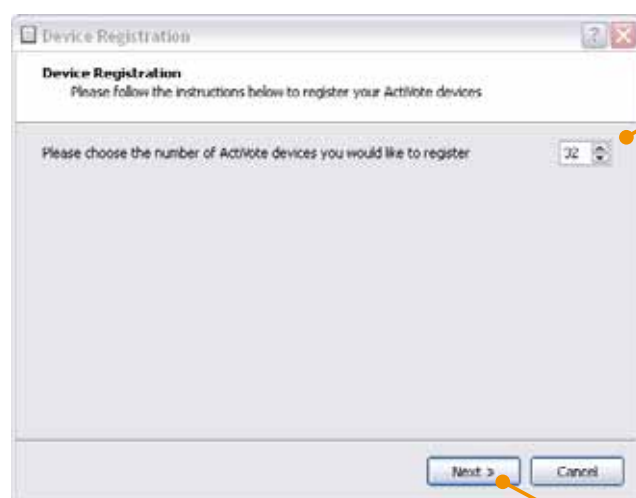 Device Registration
Device Registration
Please follow the instructions below to register your ActiVote devices
Please choose the number of ActiVote devices you would like to register
32
Next >
Cancel